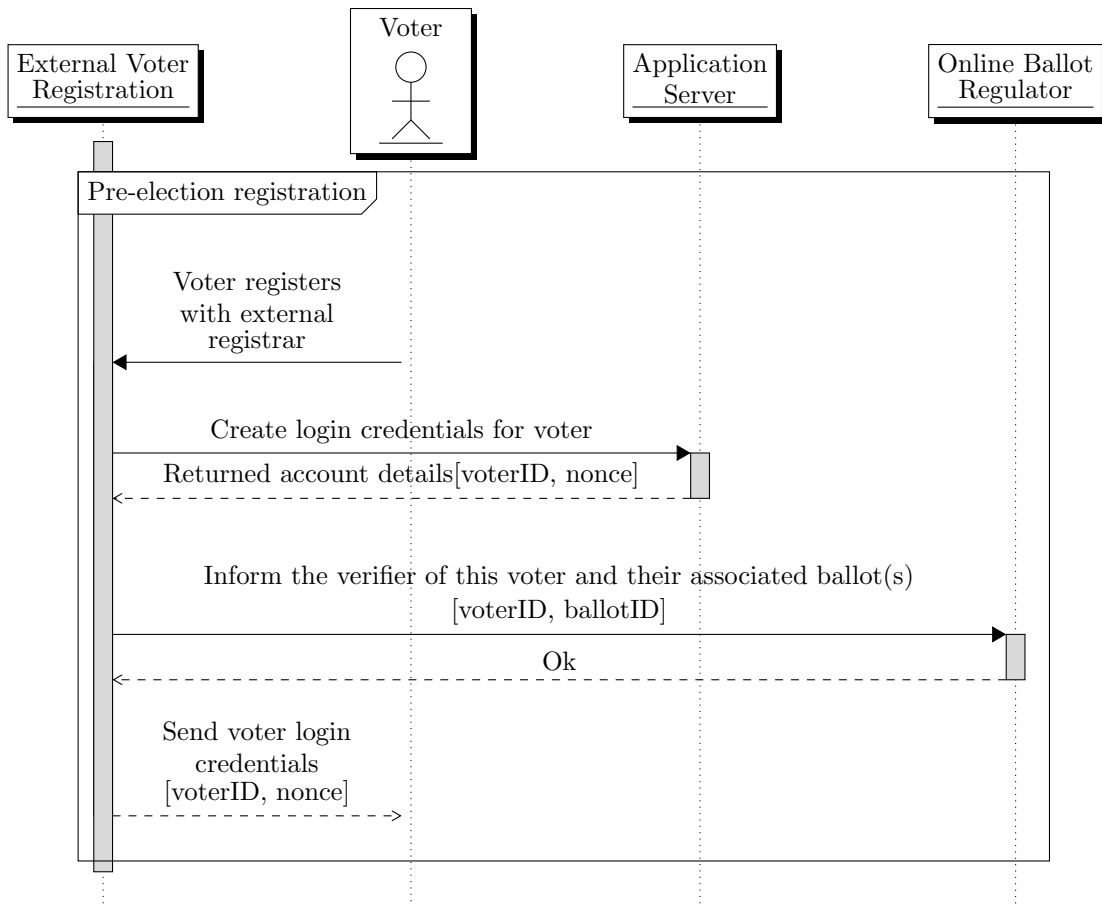 External Voter
Registration
Voter
Application
Server
Online Ballot
Regulator
Pre-election registration
Voter registers
with external
registrar
Create login credentials for voter
Returned account details[voterID, nonce]
Inform the verifier of this voter and their associated ballot(s)
[voterID, ballotID]
Ok
Send voter login
credentials
[voterID, nonce]